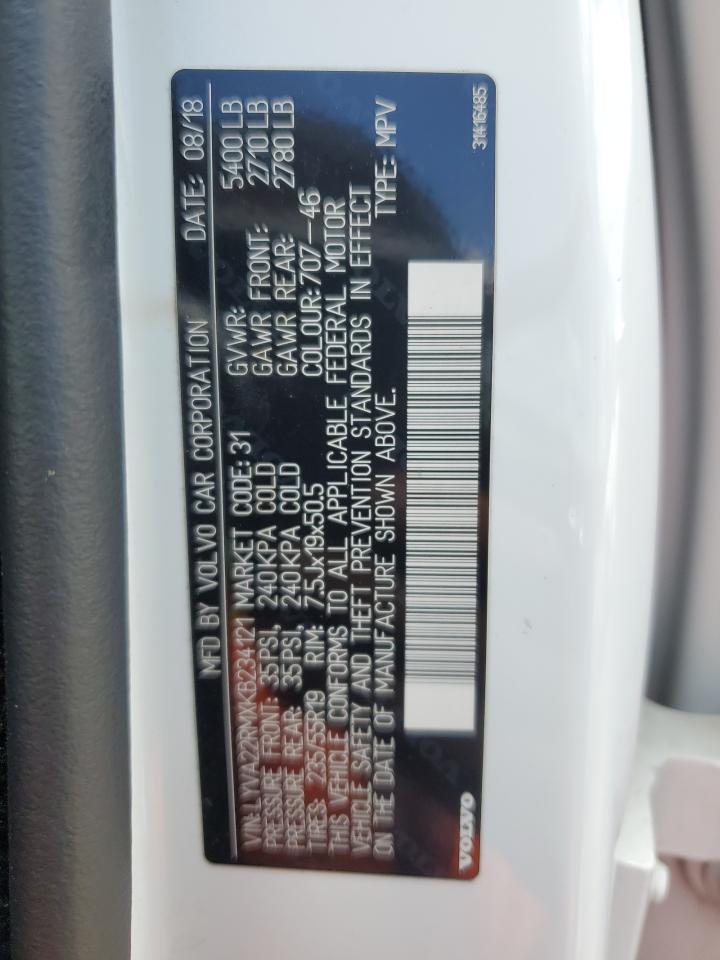 MFD BY VOLVO CAR CORPORATION DATE: 08/18
VIN: LYVA22RMXKB234121 MARKET CODE: 31 GVWR: 5400 LB
PRESSURE FRONT: 35PSI, 240KPA COLD GAWR FRONT: 2710 LB
PRESSURE REAR: 35PSI, 240KPA COLD GAWR REAR: 2780 LB
TIRES: 235/55R19 RIM: 7.5Jx19x50.5 COLOUR: 707-46
THIS VEHICLE CONFORMS TO ALL APPLICABLE FEDERAL MOTOR
VEHICLE SAFETY AND THEFT PREVENTION STANDARDS IN EFFECT
ON THE DATE OF MANUFACTURE SHOWN ABOVE. TYPE: MPV
VOLVO 31416485